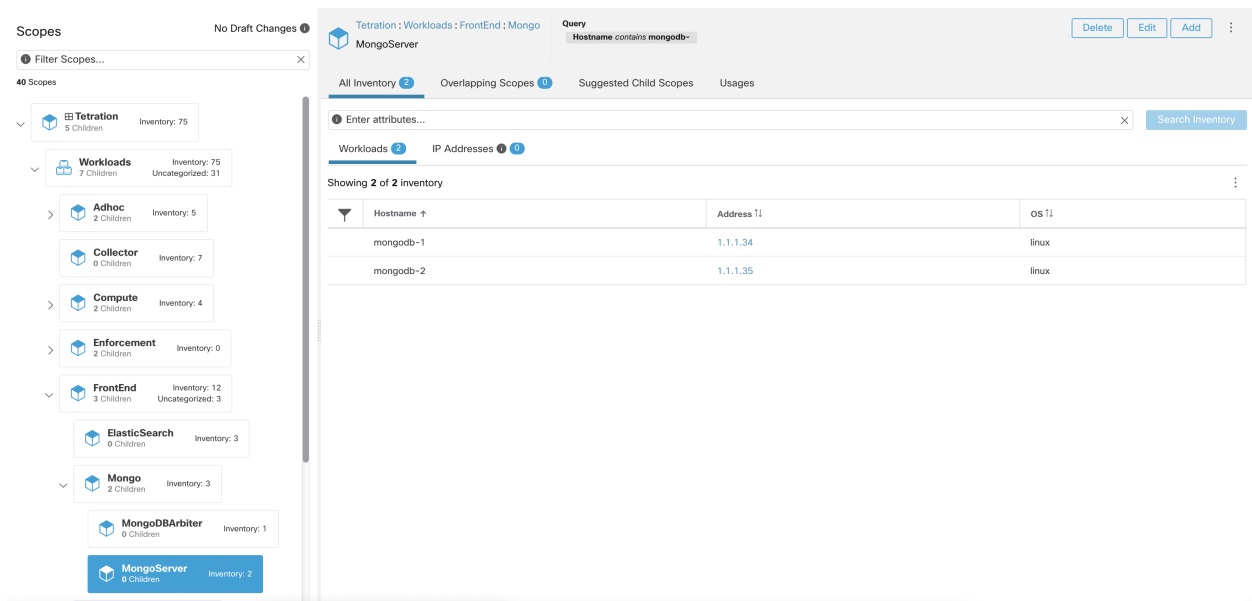 Scopes
No Draft Changes
Filter Scopes...
40 Scopes
Tetration
5 Children
Inventory: 75
Workloads
7 Children
Inventory: 75
Uncategorized: 31
Adhoc
2 Children
Inventory: 5
Collector
0 Children
Inventory: 7
Compute
2 Children
Inventory: 4
Enforcement
2 Children
Inventory: 0
FrontEnd
3 Children
Inventory: 12
Uncategorized: 3
ElasticSearch
0 Children
Inventory: 3
Mongo
2 Children
Inventory: 3
MongoDBArbiter
0 Children
Inventory: 1
MongoServer
0 Children
Inventory: 2
Tetration : Workloads : FrontEnd : Mongo
MongoServer
Query
Hostname contains mongodb-
Delete Edit Add
All Inventory 2 Overlapping Scopes 0 Suggested Child Scopes Usages
Enter attributes...
Search Inventory
Workloads 2 IP Addresses 0
Showing 2 of 2 inventory
Hostname ↑ Address ↑↓ OS ↑↓
mongodb-1 1.1.1.34 linux
mongodb-2 1.1.1.35 linux